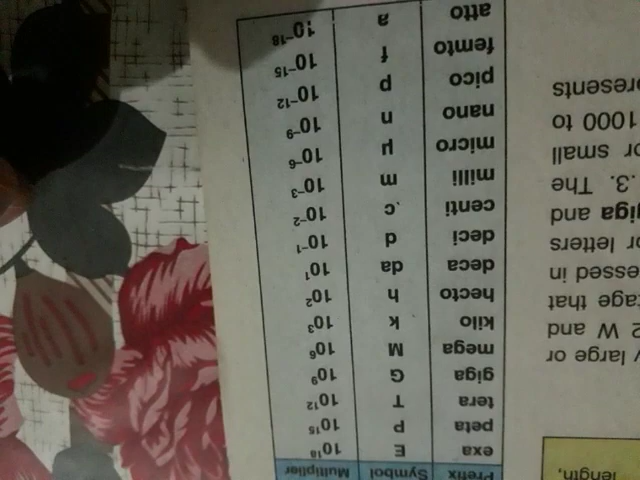 length,
large or
2 W and
tage that
essed in
or letters
giga and
.3. The
or small
1000 to
presents
Prefix Symbol Multiplier
exa E 10¹⁸
peta P 10¹⁵
tera T 10¹²
giga G 10⁹
mega M 10⁶
kilo k 10³
hecto h 10²
deca da 10¹
deci d 10⁻¹
centi c 10⁻²
milli m 10⁻³
micro μ 10⁻⁶
nano n 10⁻⁹
pico p 10⁻¹²
femto f 10⁻¹⁵
atto a 10⁻¹⁸